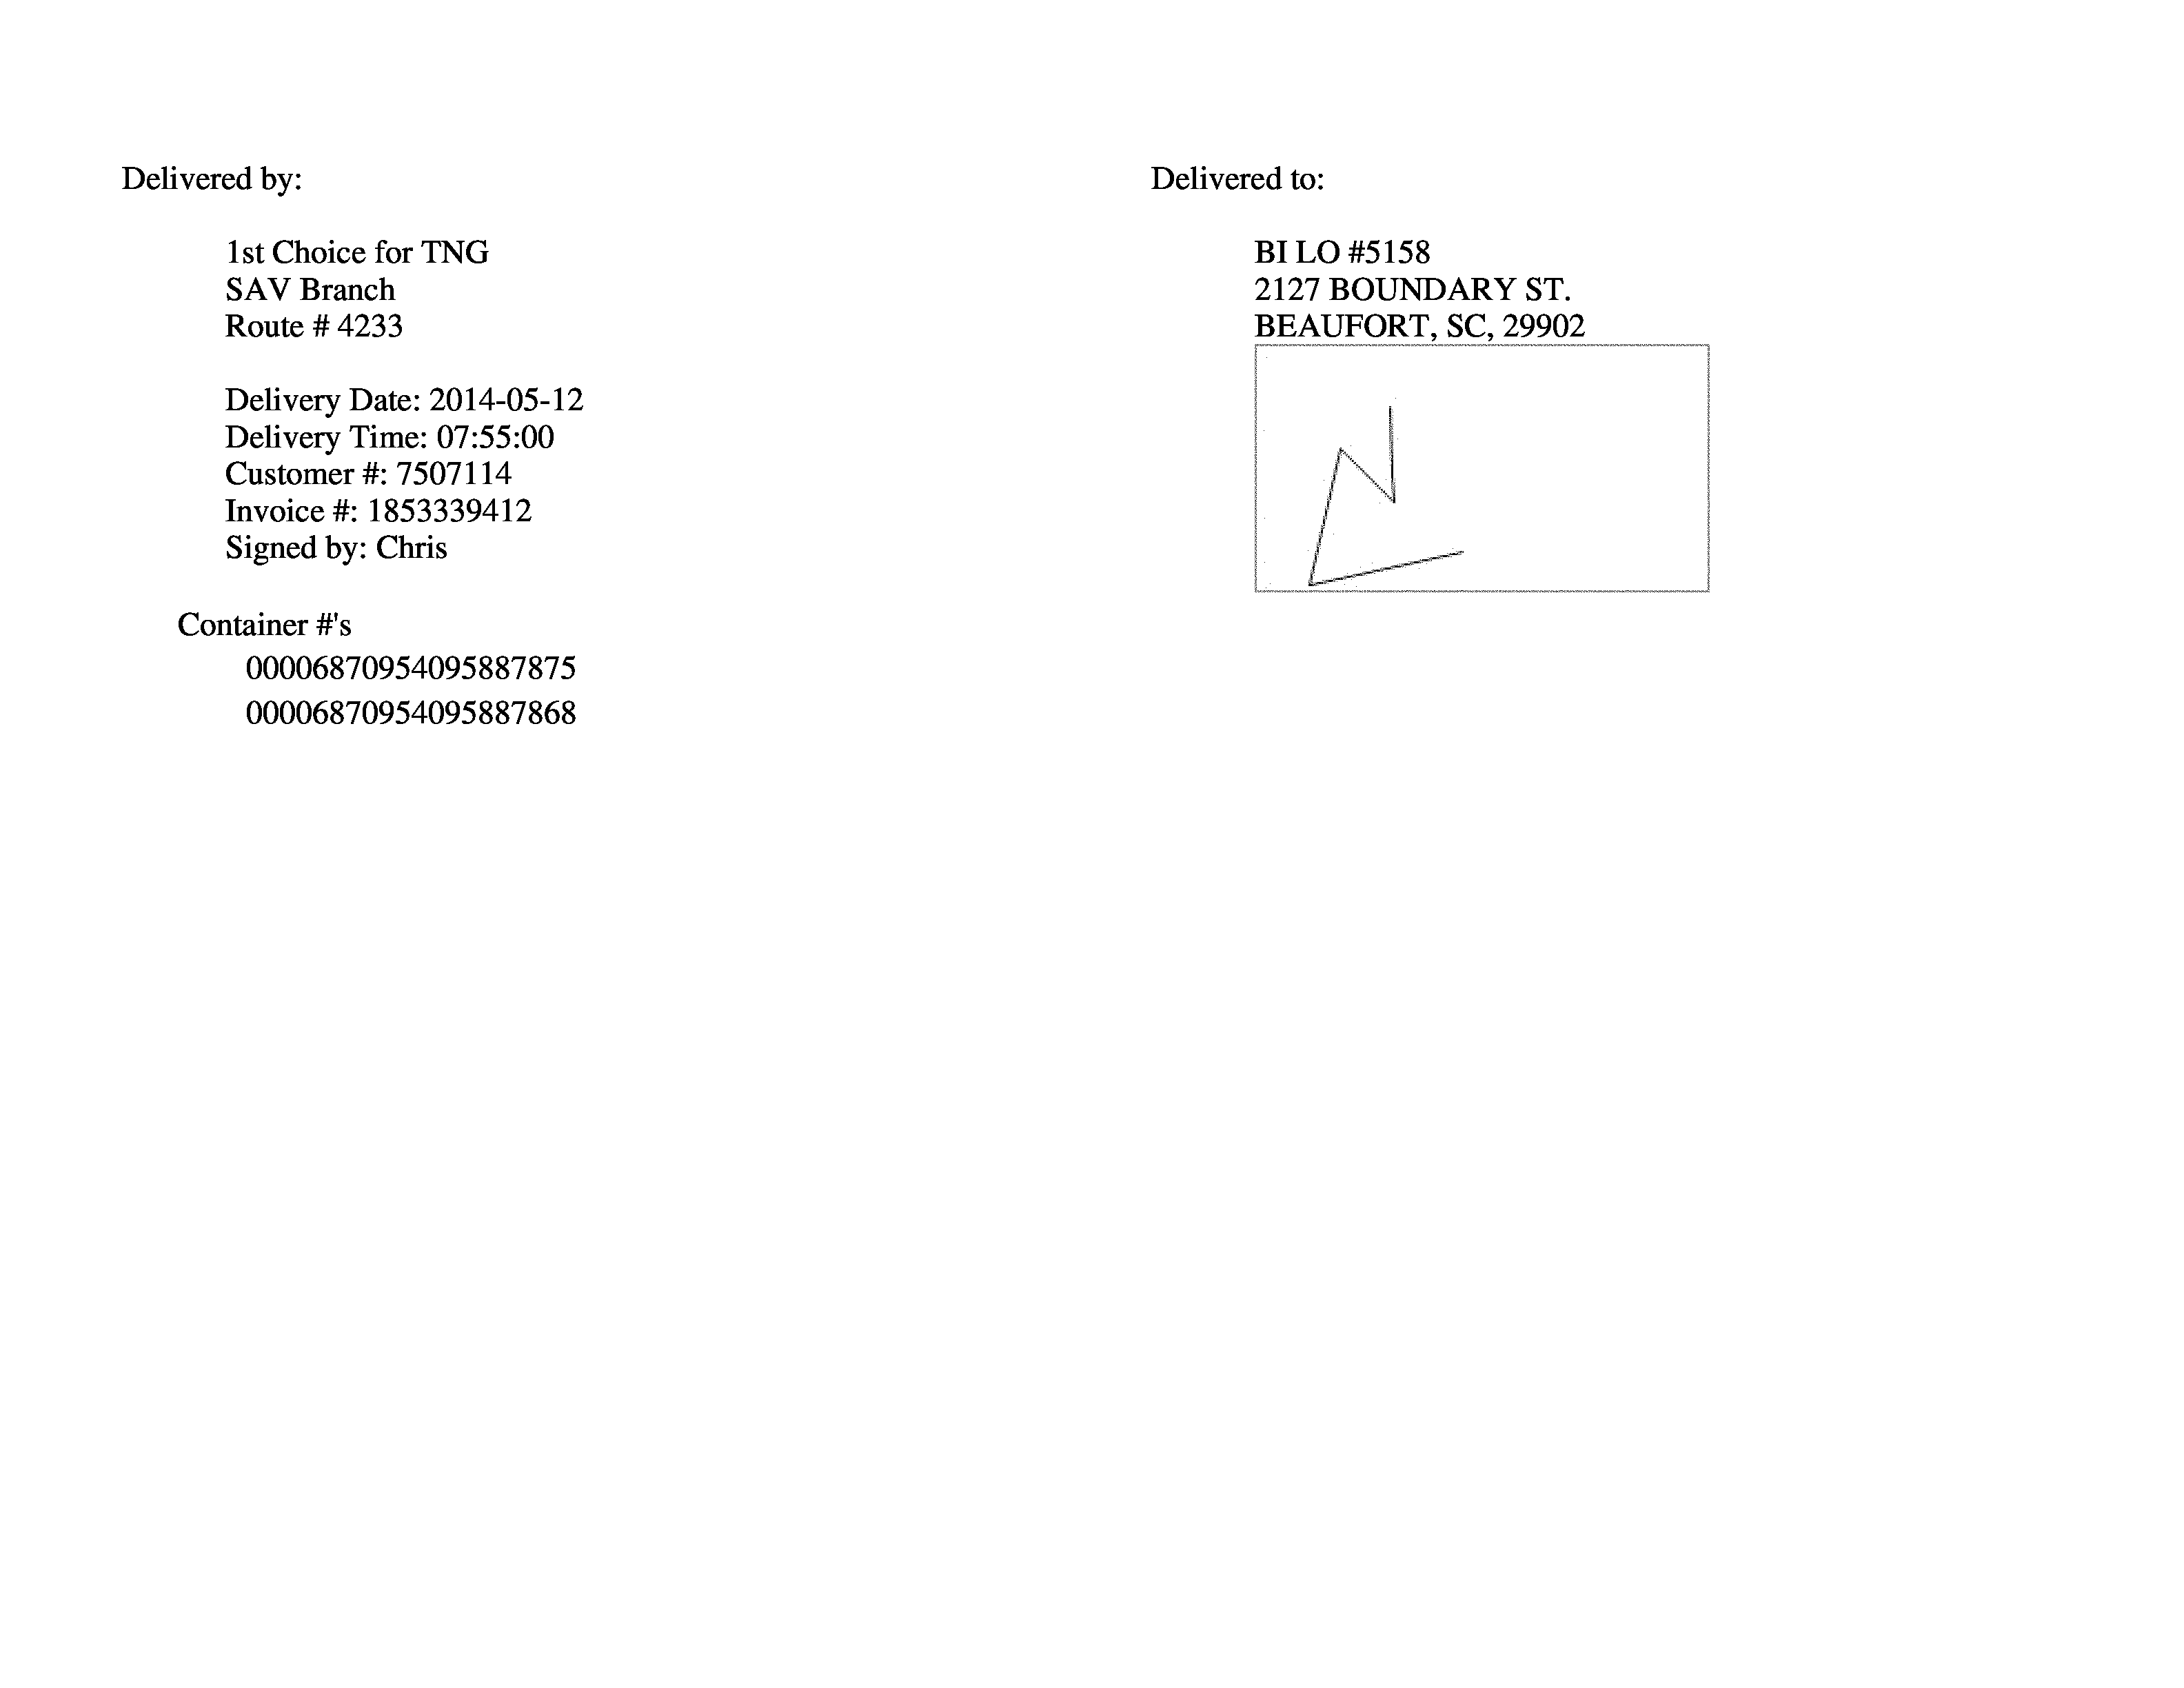 Delivered by:
1st Choice for TNG
SAV Branch
Route # 4233
Delivery Date: 2014-05-12
Delivery Time: 07:55:00
Customer #: 7507114
Invoice #: 1853339412
Signed by: Chris
Container #'s
00006870954095887875
00006870954095887868
Delivered to:
BI LO #5158
2127 BOUNDARY ST.
BEAUFORT, SC, 29902